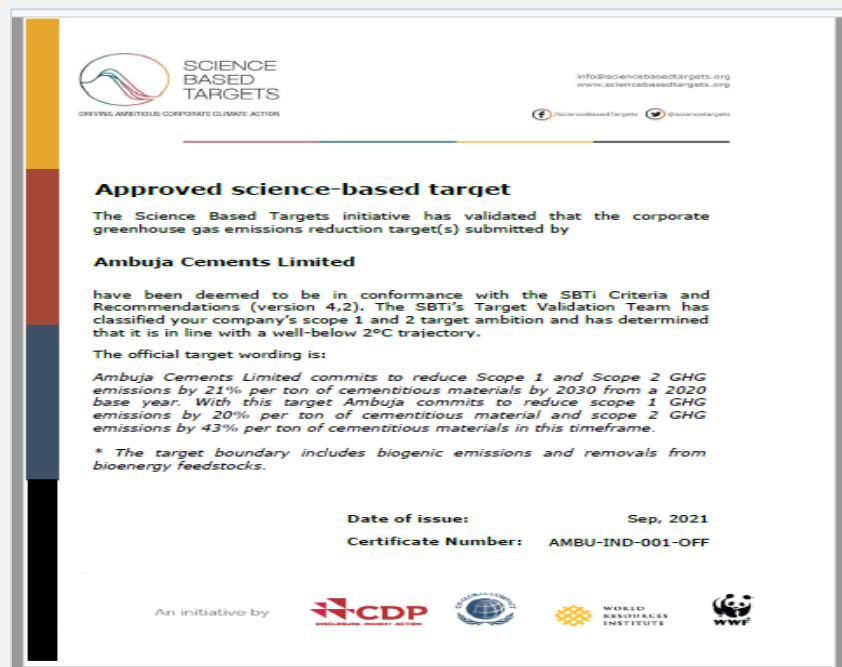 SCIENCE
BASED
TARGETS
DRIVING AMBITIOUS CORPORATE CLIMATE ACTION
info@sciencebasedtargets.org
www.sciencebasedtargets.org
/ScienceBasedTargets @sciencetargets
Approved science-based target
The Science Based Targets initiative has validated that the corporate
greenhouse gas emissions reduction target(s) submitted by
Ambuja Cements Limited
have been deemed to be in conformance with the SBTi Criteria and
Recommendations (version 4,2). The SBTi's Target Validation Team has
classified your company's scope 1 and 2 target ambition and has determined
that it is in line with a well-below 2°C trajectory.
The official target wording is:
Ambuja Cements Limited commits to reduce Scope 1 and Scope 2 GHG
emissions by 21% per ton of cementitious materials by 2030 from a 2020
base year. With this target Ambuja commits to reduce scope 1 GHG
emissions by 20% per ton of cementitious material and scope 2 GHG
emissions by 43% per ton of cementitious materials in this timeframe.
* The target boundary includes biogenic emissions and removals from
bioenergy feedstocks.
Date of issue: Sep, 2021
Certificate Number: AMBU-IND-001-OFF
An initiative by
CDP
DISCLOSURE INSIGHT ACTION
UN GLOBAL COMPACT
WORLD
RESOURCES
INSTITUTE
WWF